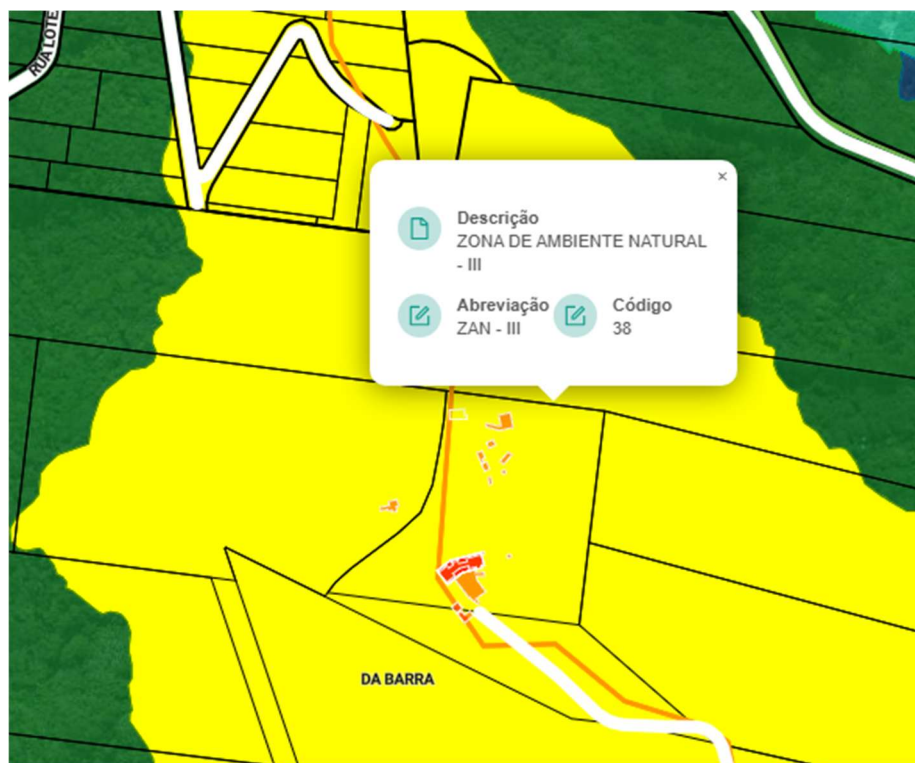 RUA LOTE
×
Descrição
ZONA DE AMBIENTE NATURAL
- III
Abreviação
ZAN - III
Código
38
DA BARRA